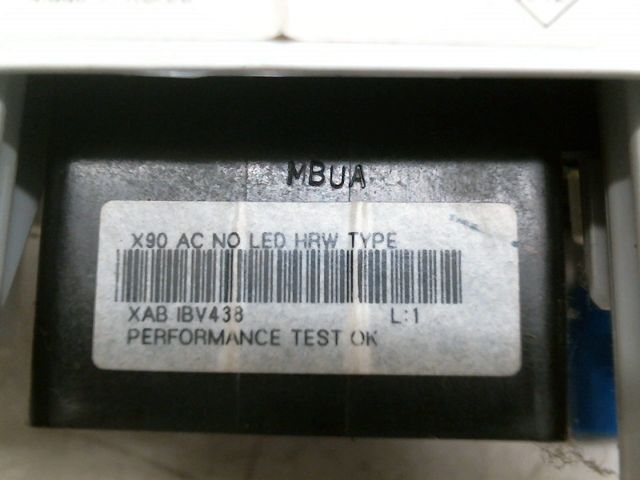 MBUA
X90 AC NO LED HRW TYPE
XAB IBV438 L:1
PERFORMANCE TEST OK